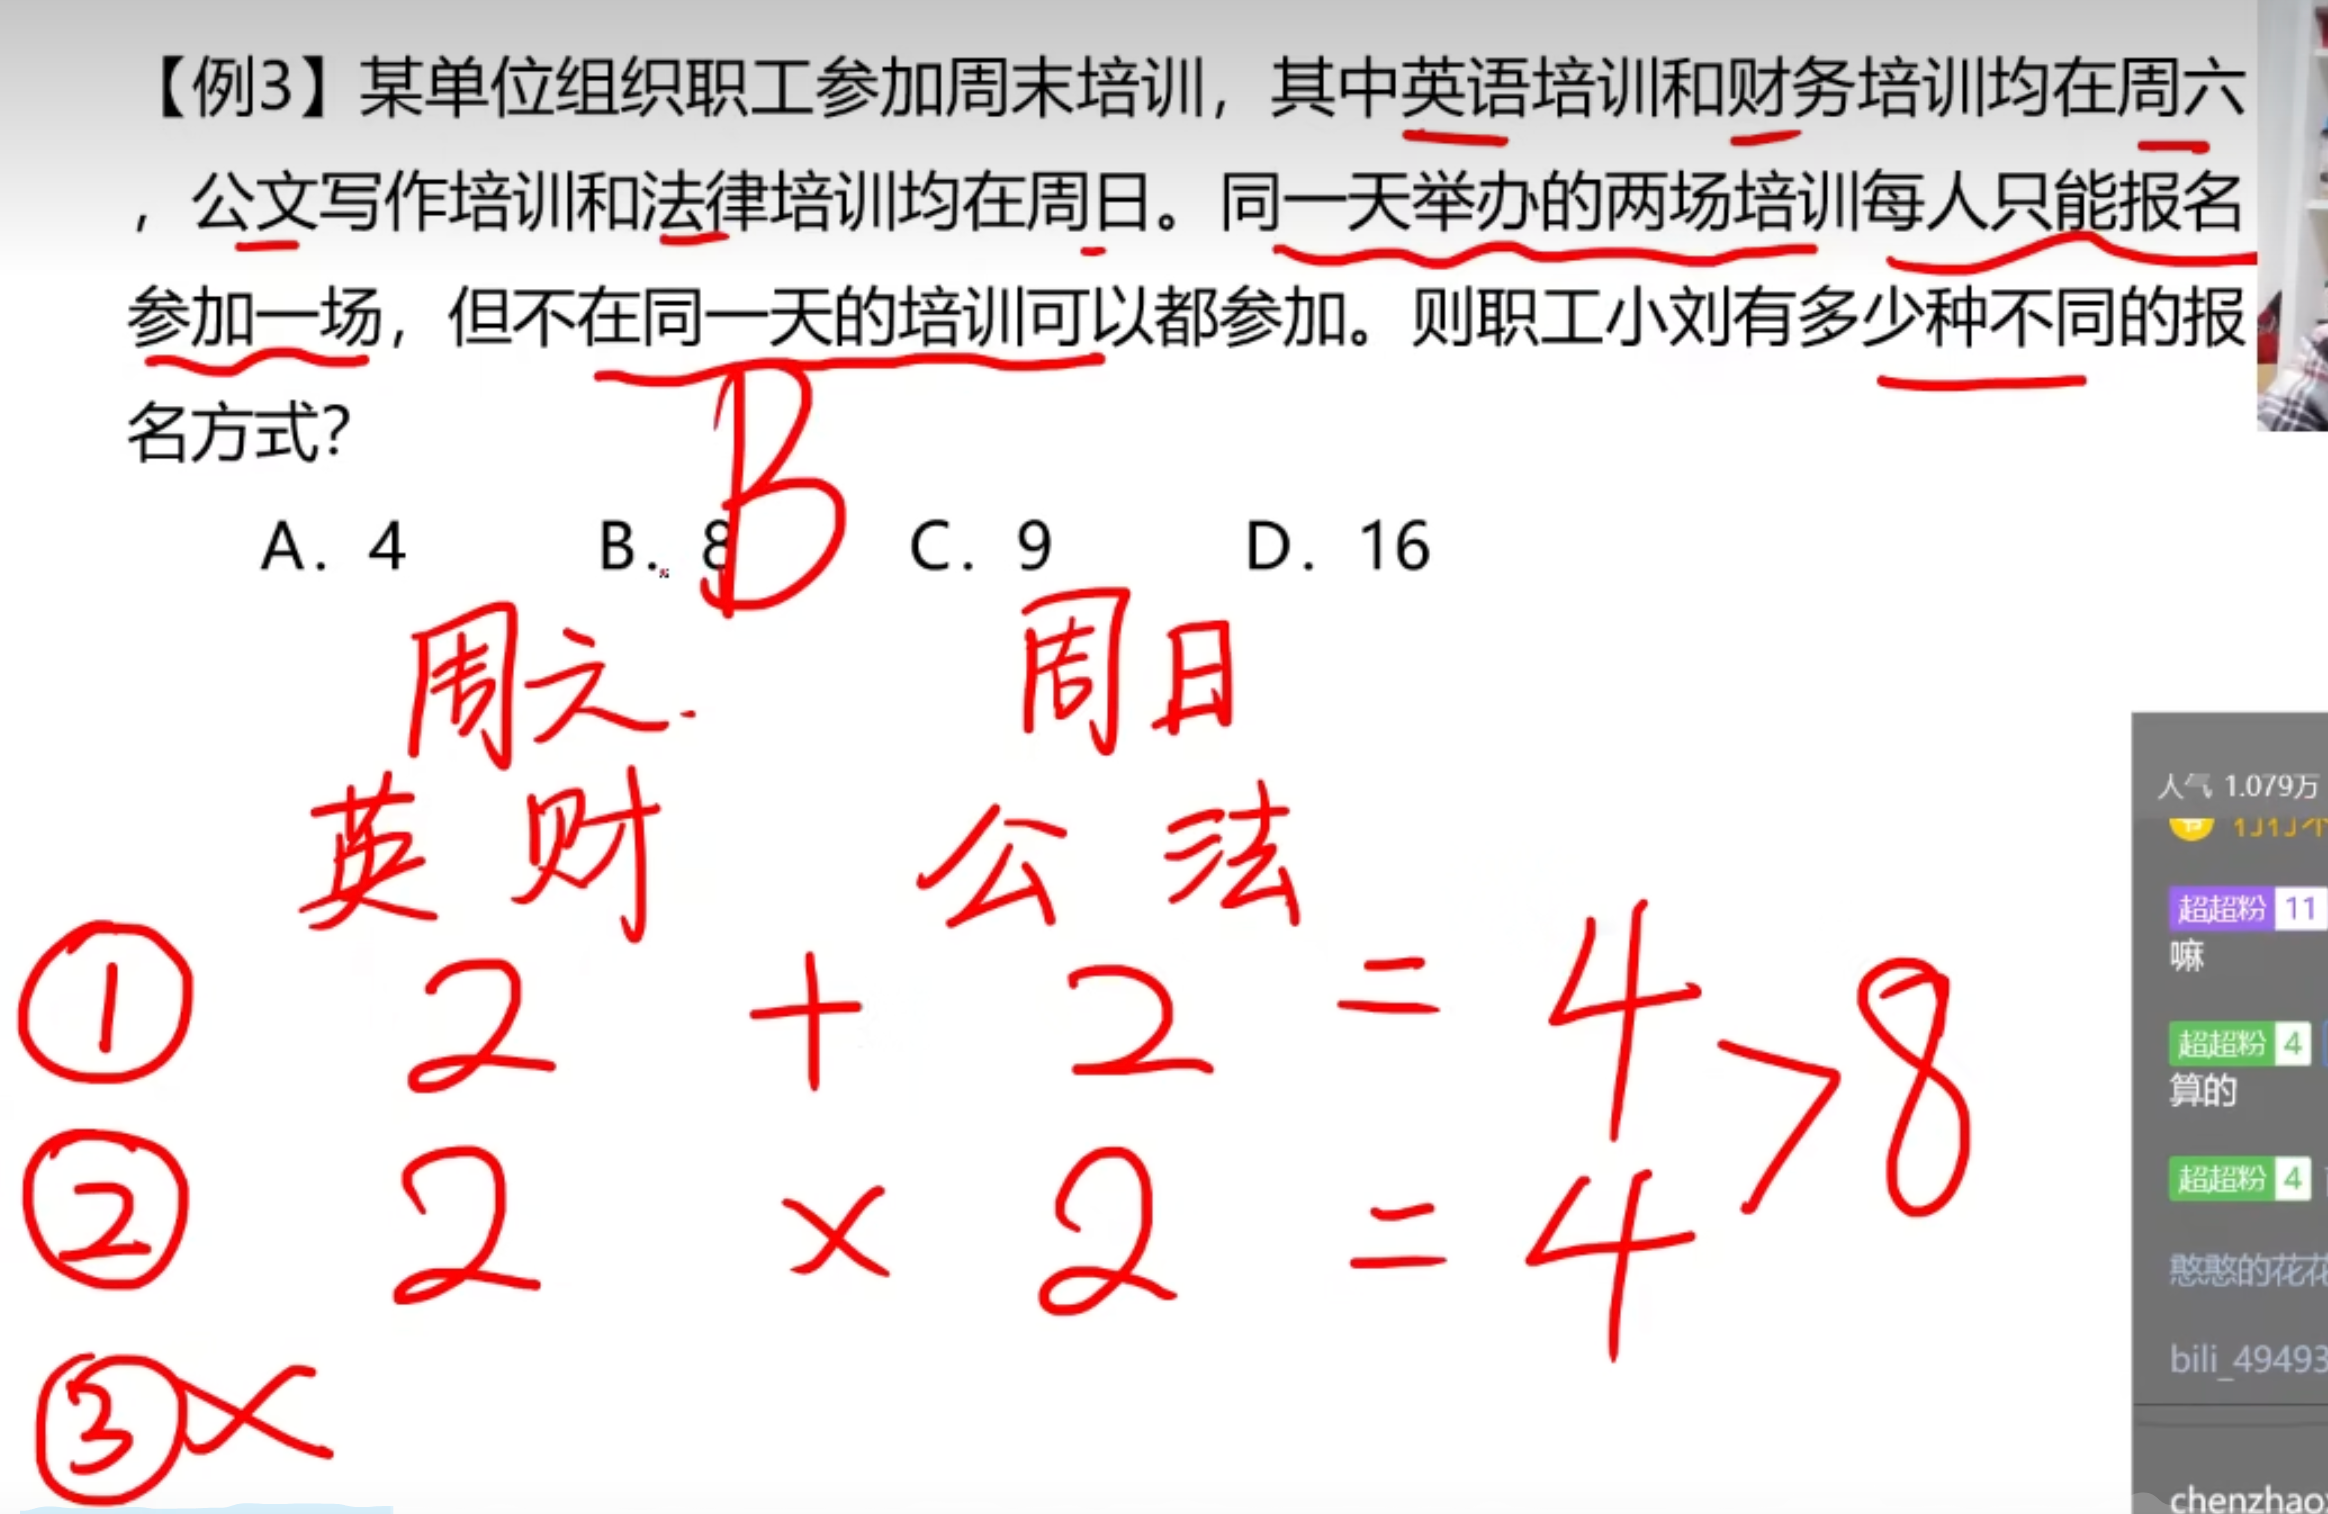 【例3】某单位组织职工参加周末培训，其中英语培训和财务培训均在周六
，公文写作培训和法律培训均在周日。同一天举办的两场培训每人只能报名
参加一场，但不在同一天的培训可以都参加。则职工小刘有多少种不同的报
名方式？
B
A. 4 B. 8 C. 9 D. 16
周六 周日
英 财 公 法
① 2 + 2 = 4
> 8
② 2 × 2 = 4
③ ×
人气 1.079万
超超粉 11
嘛
超超粉 4
算的
超超粉 4
憨憨的花花
bili_49493
chenzhao